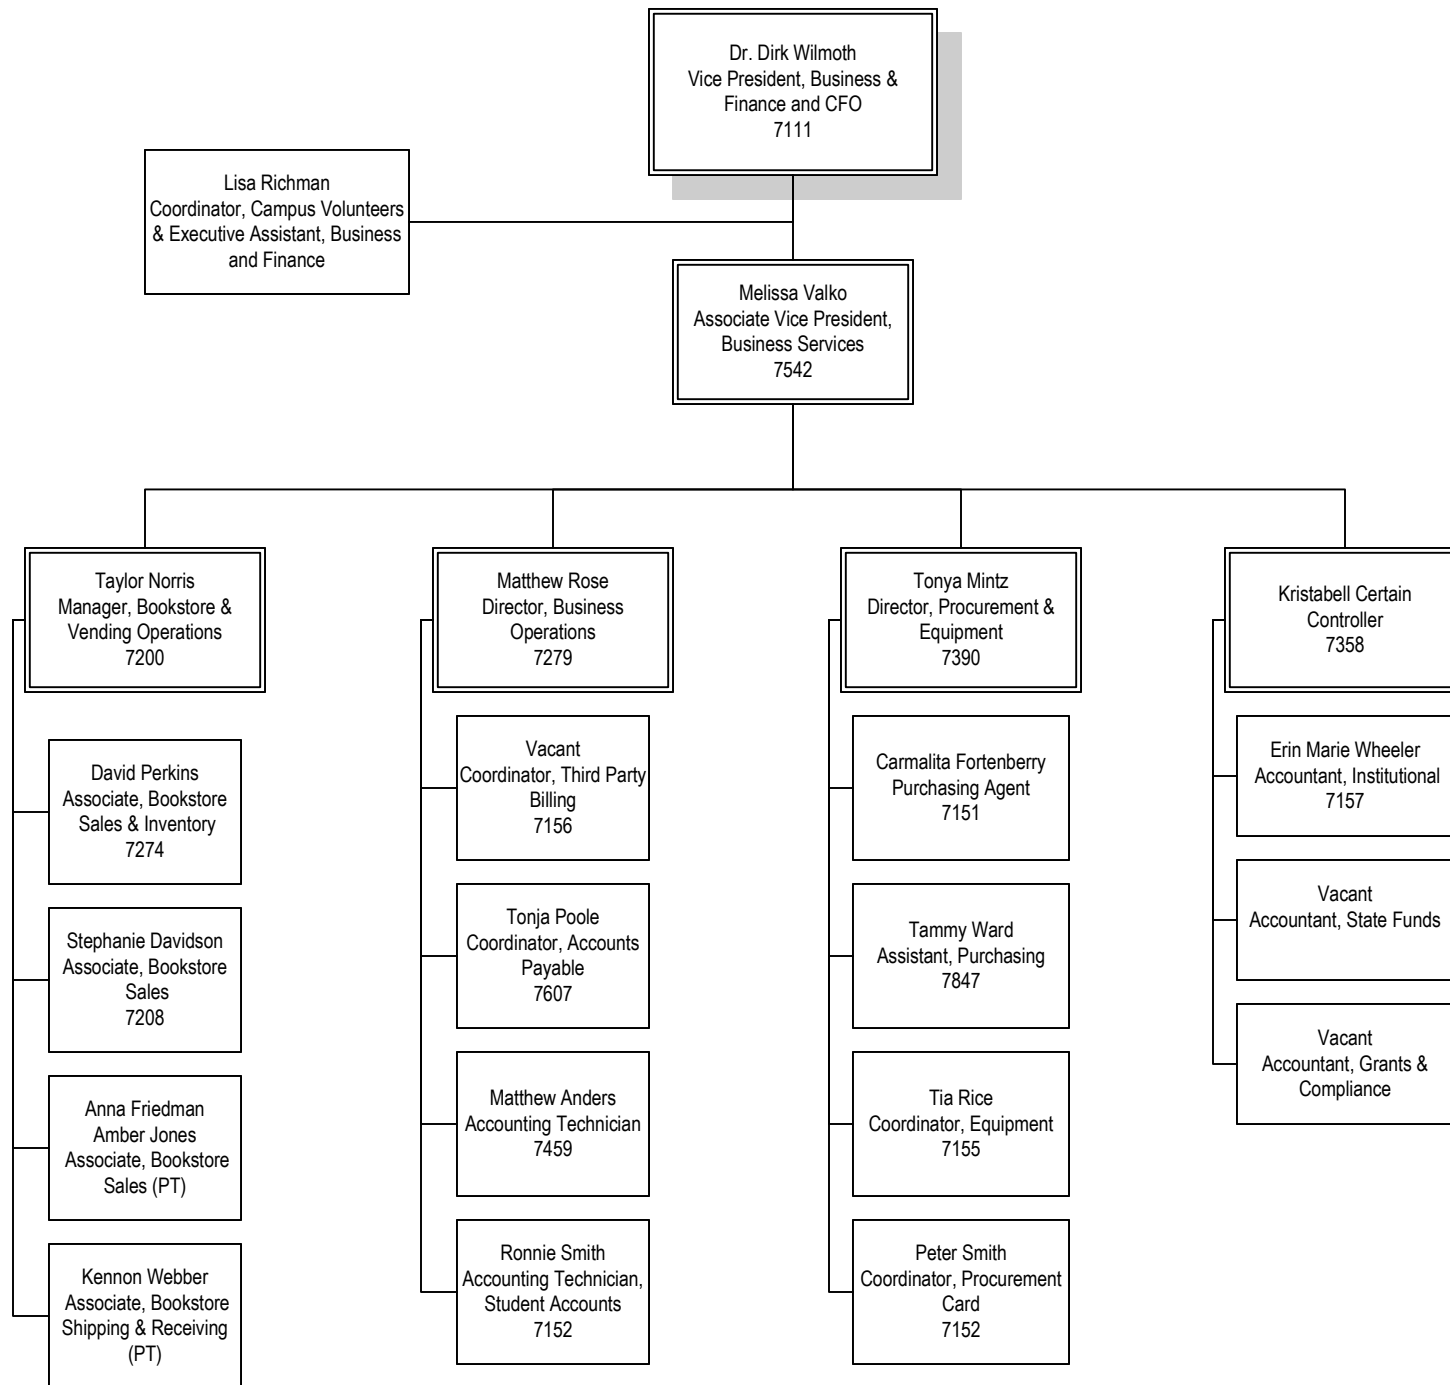 Dr. Dirk Wilmoth
Vice President, Business &
Finance and CFO
7111
Lisa Richman
Coordinator, Campus Volunteers
& Executive Assistant, Business
and Finance
Melissa Valko
Associate Vice President,
Business Services
7542
Taylor Norris
Manager, Bookstore &
Vending Operations
7200
David Perkins
Associate, Bookstore
Sales & Inventory
7274
Stephanie Davidson
Associate, Bookstore
Sales
7208
Anna Friedman
Amber Jones
Associate, Bookstore
Sales (PT)
Kennon Webber
Associate, Bookstore
Shipping & Receiving
(PT)
Matthew Rose
Director, Business
Operations
7279
Vacant
Coordinator, Third Party
Billing
7156
Tonja Poole
Coordinator, Accounts
Payable
7607
Matthew Anders
Accounting Technician
7459
Ronnie Smith
Accounting Technician,
Student Accounts
7152
Tonya Mintz
Director, Procurement &
Equipment
7390
Carmalita Fortenberry
Purchasing Agent
7151
Tammy Ward
Assistant, Purchasing
7847
Tia Rice
Coordinator, Equipment
7155
Peter Smith
Coordinator, Procurement
Card
7152
Kristabell Certain
Controller
7358
Erin Marie Wheeler
Accountant, Institutional
7157
Vacant
Accountant, State Funds
Vacant
Accountant, Grants &
Compliance